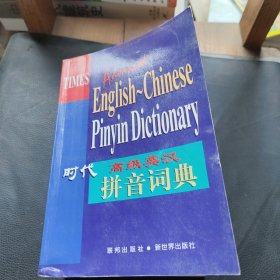 TIMES
Advanced
English~Chinese
Pinyin Dictionary
时代
高级英汉
拼音词典
联邦出版社 • 新世界出版社